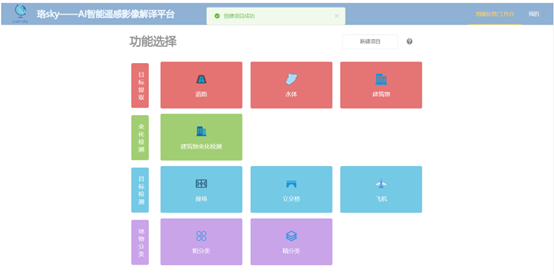 珞sky——AI智能遥感影像解译平台
创建项目成功
我的
功能选择
新建项目
目标提取
道路
水体
建筑物
变化检测
建筑物变化检测
目标检测
操场
立交桥
飞机
地物分类
粗分类
精分类